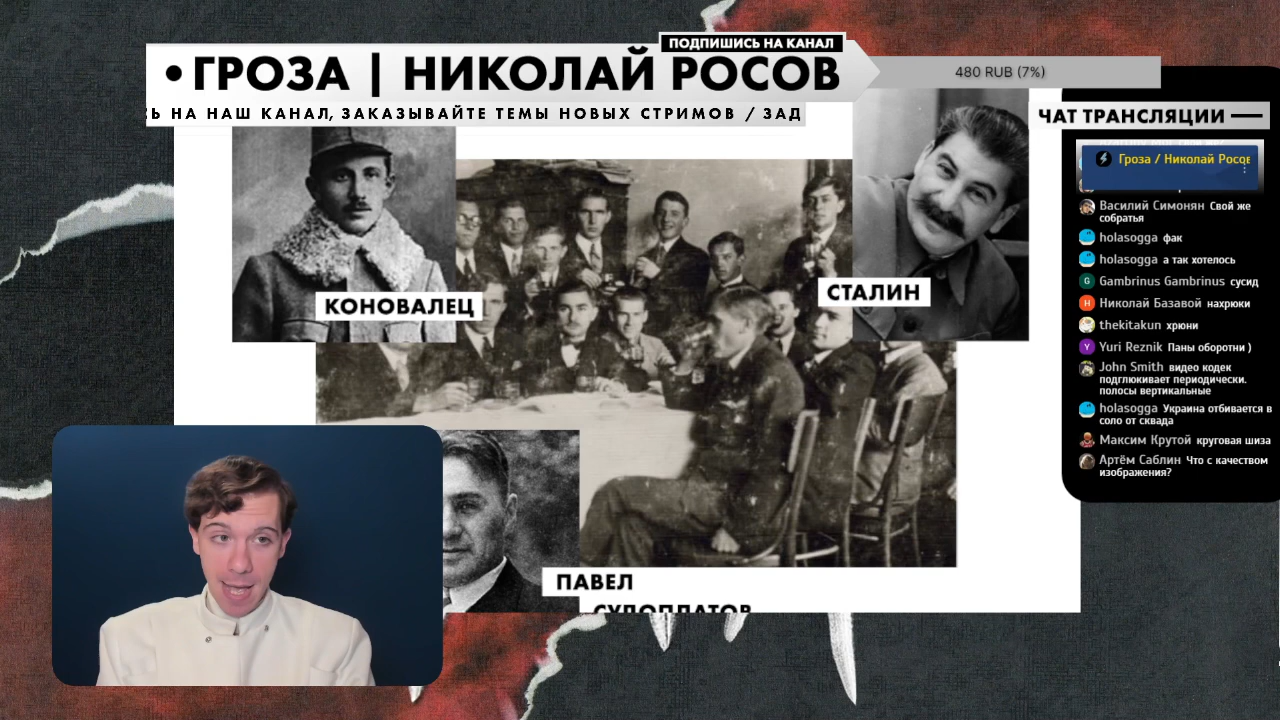 ПОДПИШИСЬ НА КАНАЛ
•ГРОЗА | НИКОЛАЙ РОСОВ
480 RUB (7%)
Ь НА НАШ КАНАЛ, ЗАКАЗЫВАЙТЕ ТЕМЫ НОВЫХ СТРИМОВ / ЗАД
ЧАТ ТРАНСЛЯЦИИ —
Гроза / Николай Росов
Василий Симонян Свой же
собратья
holasogga фак
holasogga а так хотелось
G Gambrinus Gambrinus сусид
Н Николай Базавой нахрюки
thekitakun хрюни
Y Yuri Reznik Паны оборотни )
John Smith видео кодек
подглюкивает периодически.
полосы вертикальные
holasogga Украина отбивается в
соло от сквада
Максим Крутой круговая шиза
Артём Саблин Что с качеством
изображения?
КОНОВАЛЕЦ
СТАЛИН
ПАВЕЛ
СУДОПЛАТОВ